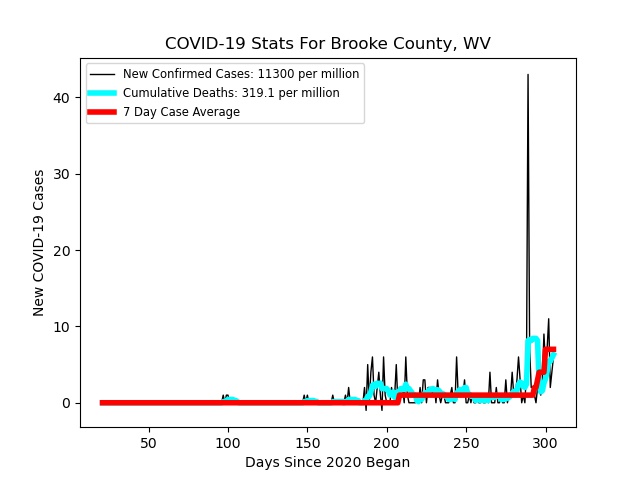 COVID-19 Stats For Brooke County, WV
New Confirmed Cases: 11300 per million
Cumulative Deaths: 319.1 per million
7 Day Case Average
New COVID-19 Cases
40
30
20
10
0
50 100 150 200 250 300
Days Since 2020 Began